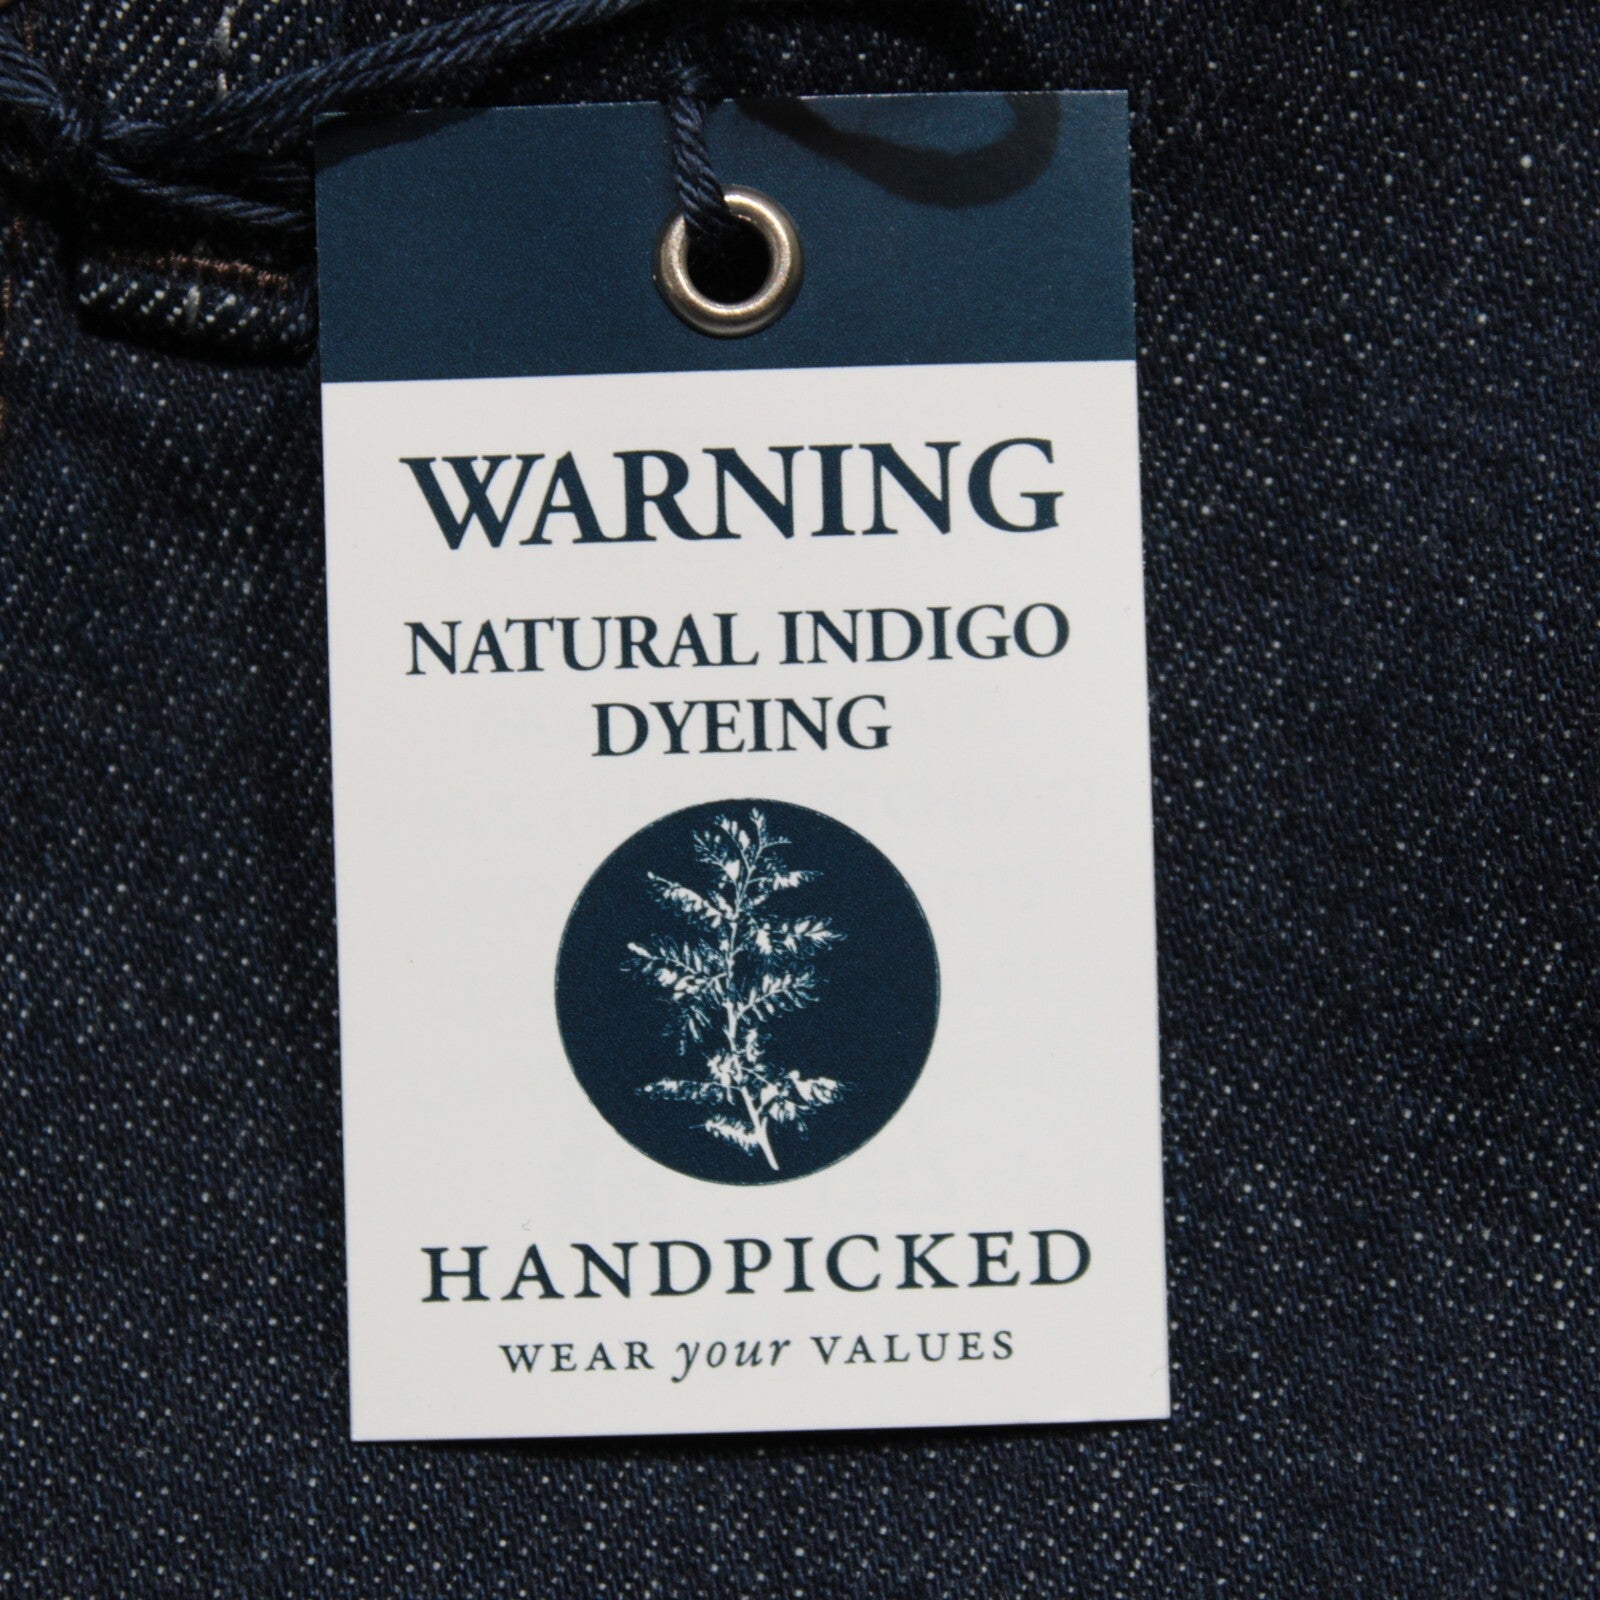 WARNING
NATURAL INDIGO
DYEING
HANDPICKED
WEAR your VALUES